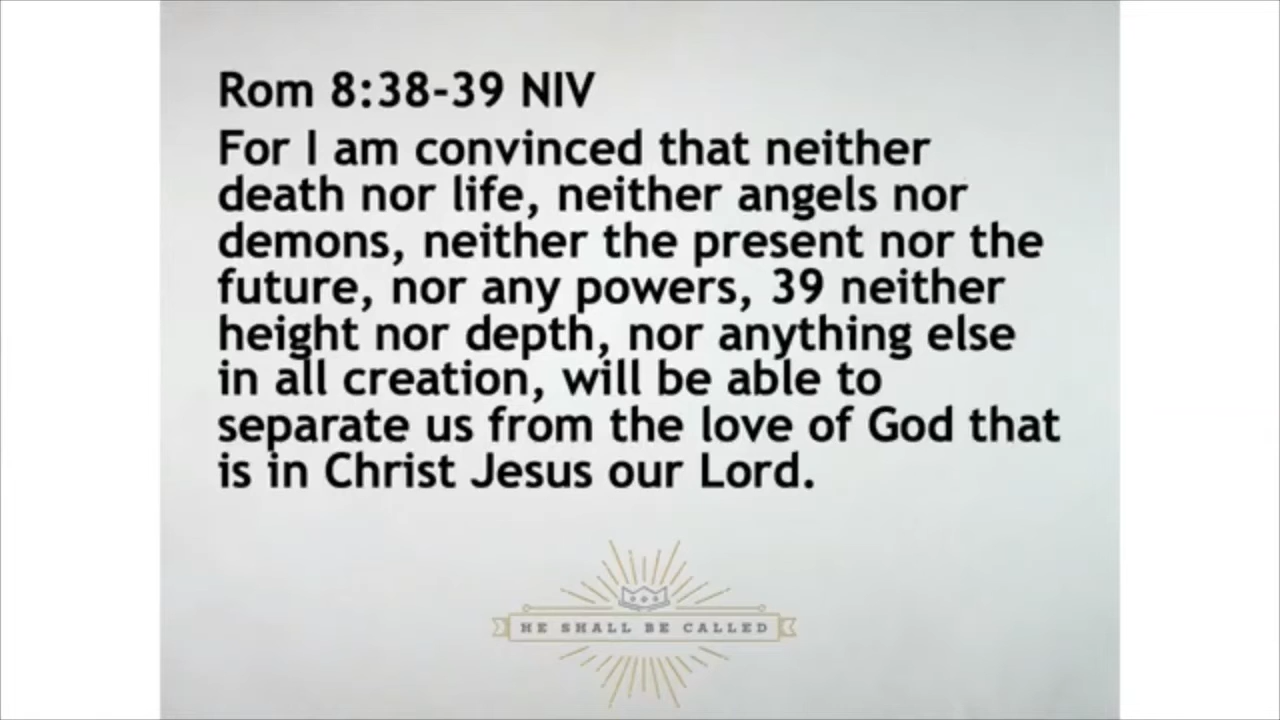 Rom 8:38-39 NIV
For I am convinced that neither
death nor life, neither angels nor
demons, neither the present nor the
future, nor any powers, 39 neither
height nor depth, nor anything else
in all creation, will be able to
separate us from the love of God that
is in Christ Jesus our Lord.
HE SHALL BE CALLED